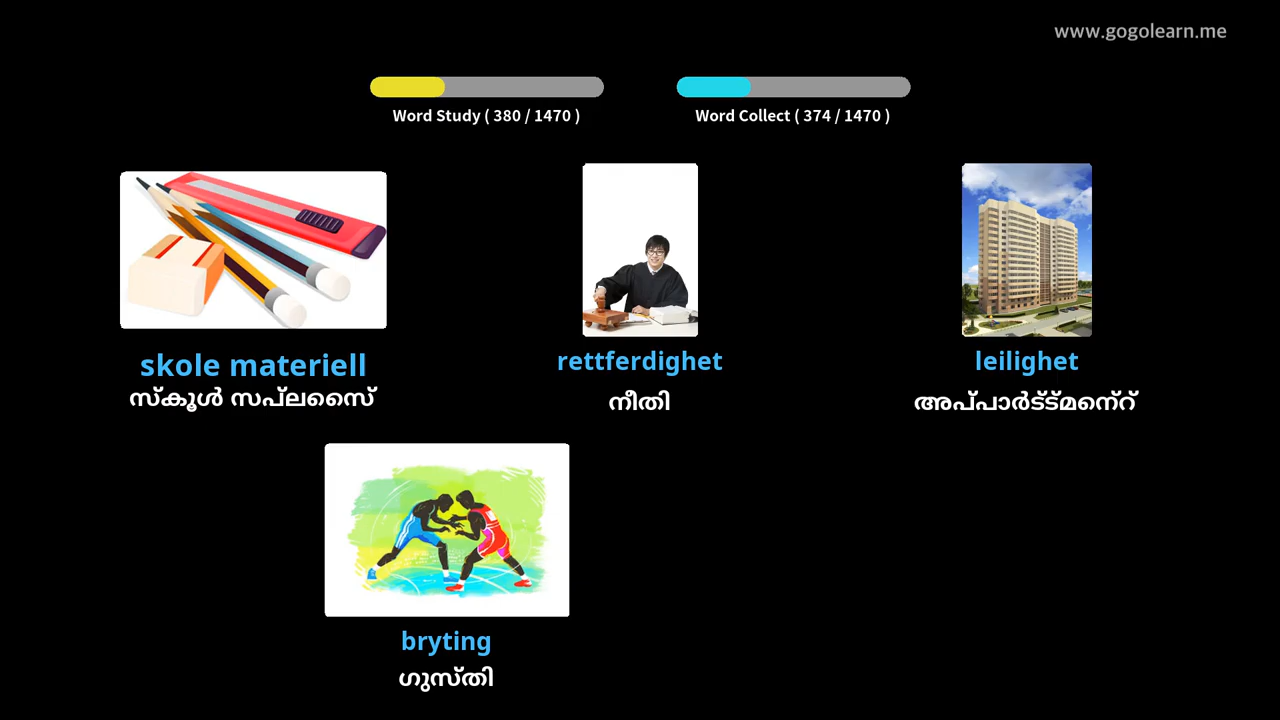 www.gogolearn.me
Word Study ( 380 / 1470 )
Word Collect ( 374 / 1470 )
skole materiell
സ്കൂൾ സപ്ലൈസ്
rettferdighet
നീതി
leilighet
അപ്പാർട്ട്മെന്റ്
bryting
ഗുസ്തി